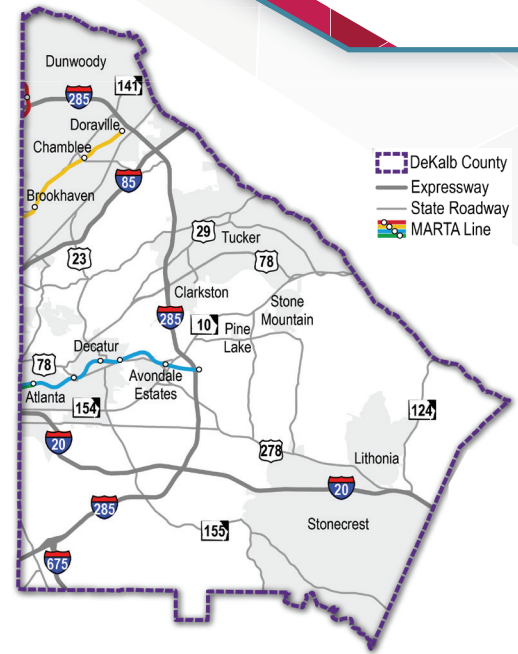 Dunwoody
141
285
Doraville
Chamblee
85
Brookhaven
DeKalb County
Expressway
State Roadway
MARTA Line
29
Tucker
23
78
Clarkston
285
10
Stone
Mountain
Pine
Lake
Decatur
78
Avondale
Estates
Atlanta
154
124
20
278
Lithonia
20
285
Stonecrest
155
675